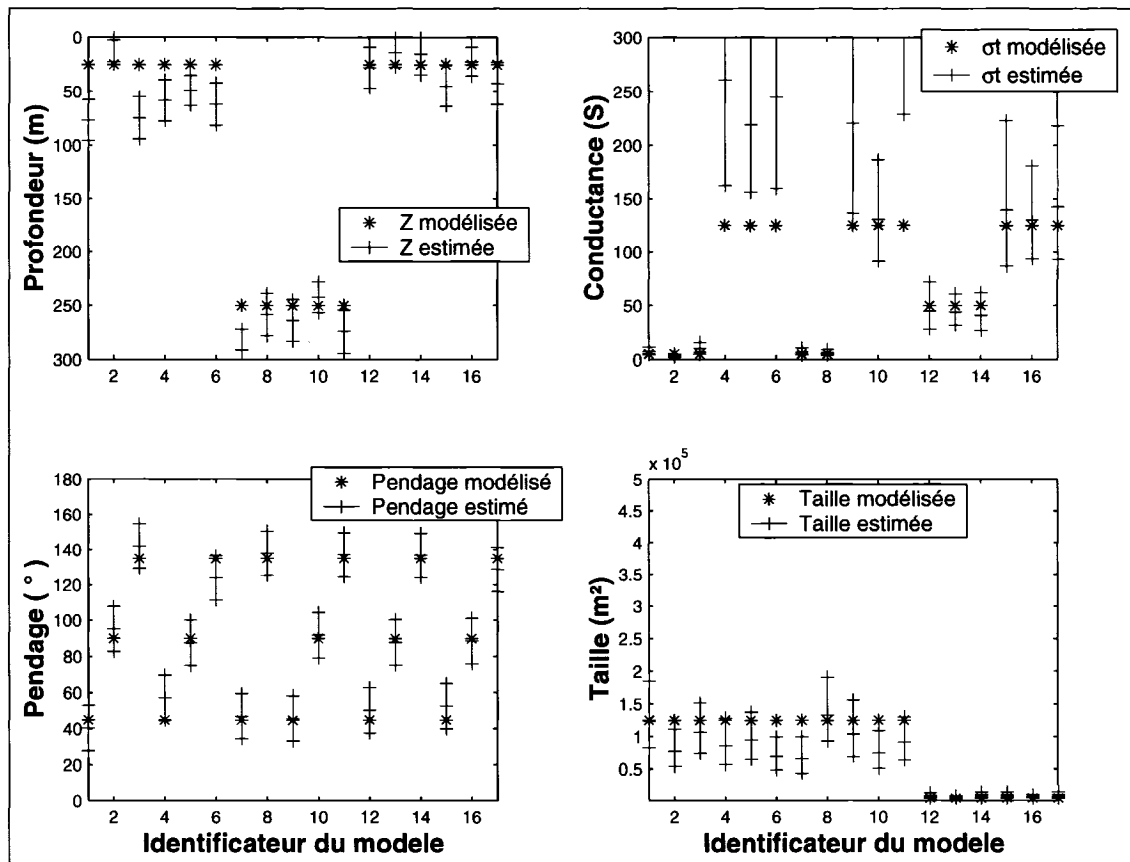 Profondeur (m)
0
50
100
150
200
250
300
2 4 6 8 10 12 14 16
Z modélisée
Z estimée
Conductance (S)
300
250
200
150
100
50
0
2 4 6 8 10 12 14 16
σt modélisée
σt estimée
Pendage ( ° )
180
160
140
120
100
80
60
40
20
0
2 4 6 8 10 12 14 16
Identificateur du modele
Pendage modélisé
Pendage estimé
Taille (m²)
x 10⁵
5
4.5
4
3.5
3
2.5
2
1.5
1
0.5
2 4 6 8 10 12 14 16
Identificateur du modele
Taille modélisée
Taille estimée